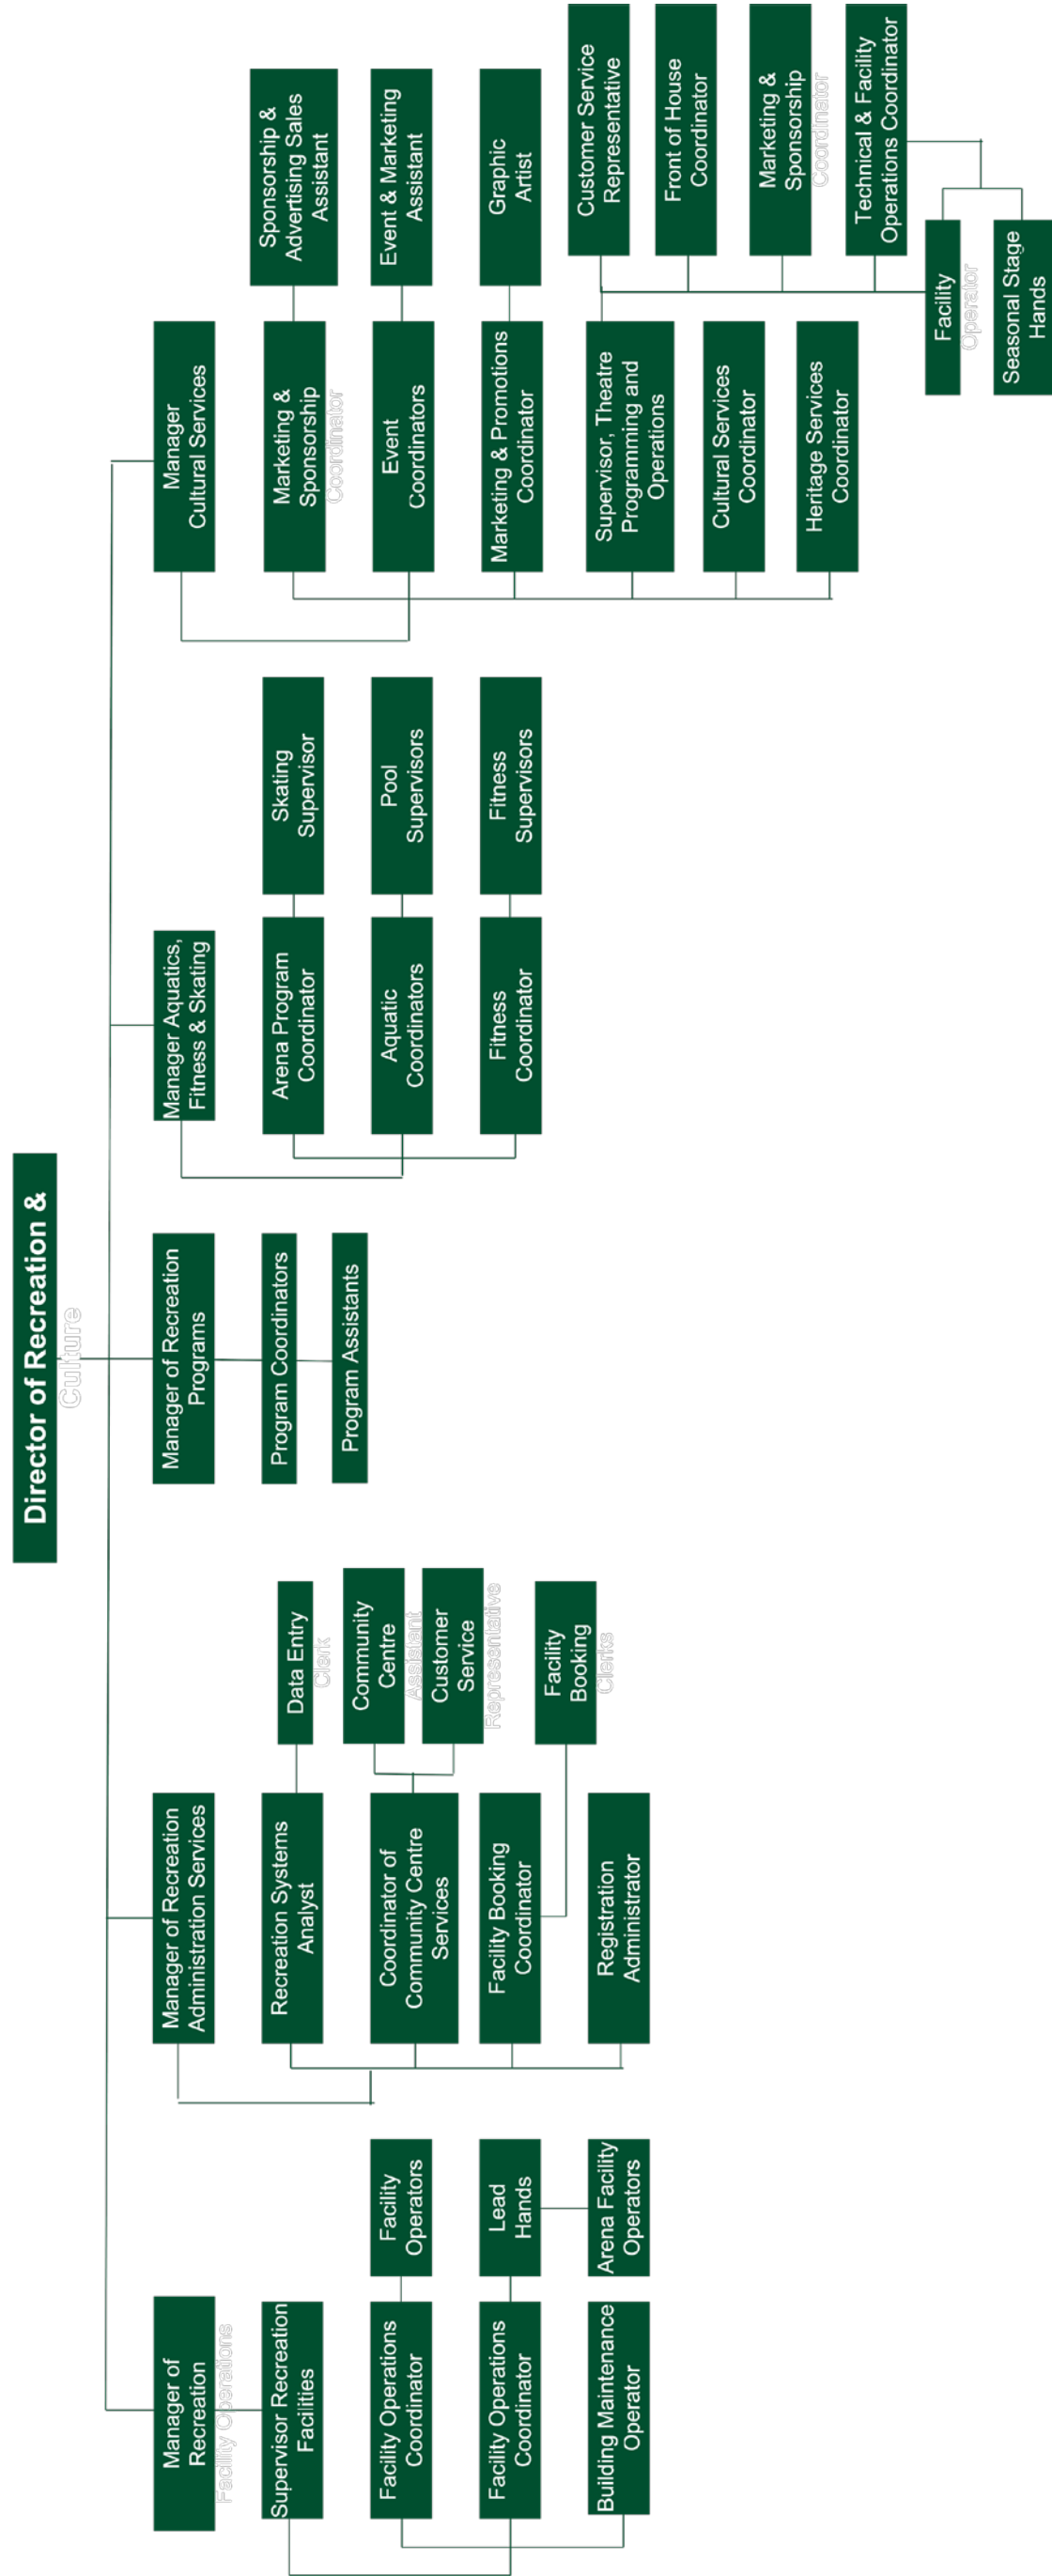 Director of Recreation &
Culture
Manager of
Recreation
Facility Operations
Supervisor Recreation
Facilities
Facility Operations
Coordinator
Facility
Operators
Facility Operations
Coordinator
Lead
Hands
Building Maintenance
Operator
Arena Facility
Operators
Manager of Recreation
Administration Services
Recreation Systems
Analyst
Data Entry
Clerk
Coordinator of
Community Centre
Services
Community
Centre
Assistant
Customer
Service
Representative
Facility Booking
Coordinator
Facility
Booking
Clerks
Registration
Administrator
Manager of Recreation
Programs
Program Coordinators
Program Assistants
Manager Aquatics,
Fitness & Skating
Arena Program
Coordinator
Skating
Supervisor
Aquatic
Coordinators
Pool
Supervisors
Fitness
Coordinator
Fitness
Supervisors
Manager
Cultural Services
Marketing &
Sponsorship
Coordinator
Sponsorship &
Advertising Sales
Assistant
Event
Coordinators
Event & Marketing
Assistant
Marketing & Promotions
Coordinator
Graphic
Artist
Supervisor, Theatre
Programming and
Operations
Customer Service
Representative
Front of House
Coordinator
Marketing &
Sponsorship
Coordinator
Technical & Facility
Operations Coordinator
Cultural Services
Coordinator
Heritage Services
Coordinator
Facility
Operator
Seasonal Stage
Hands